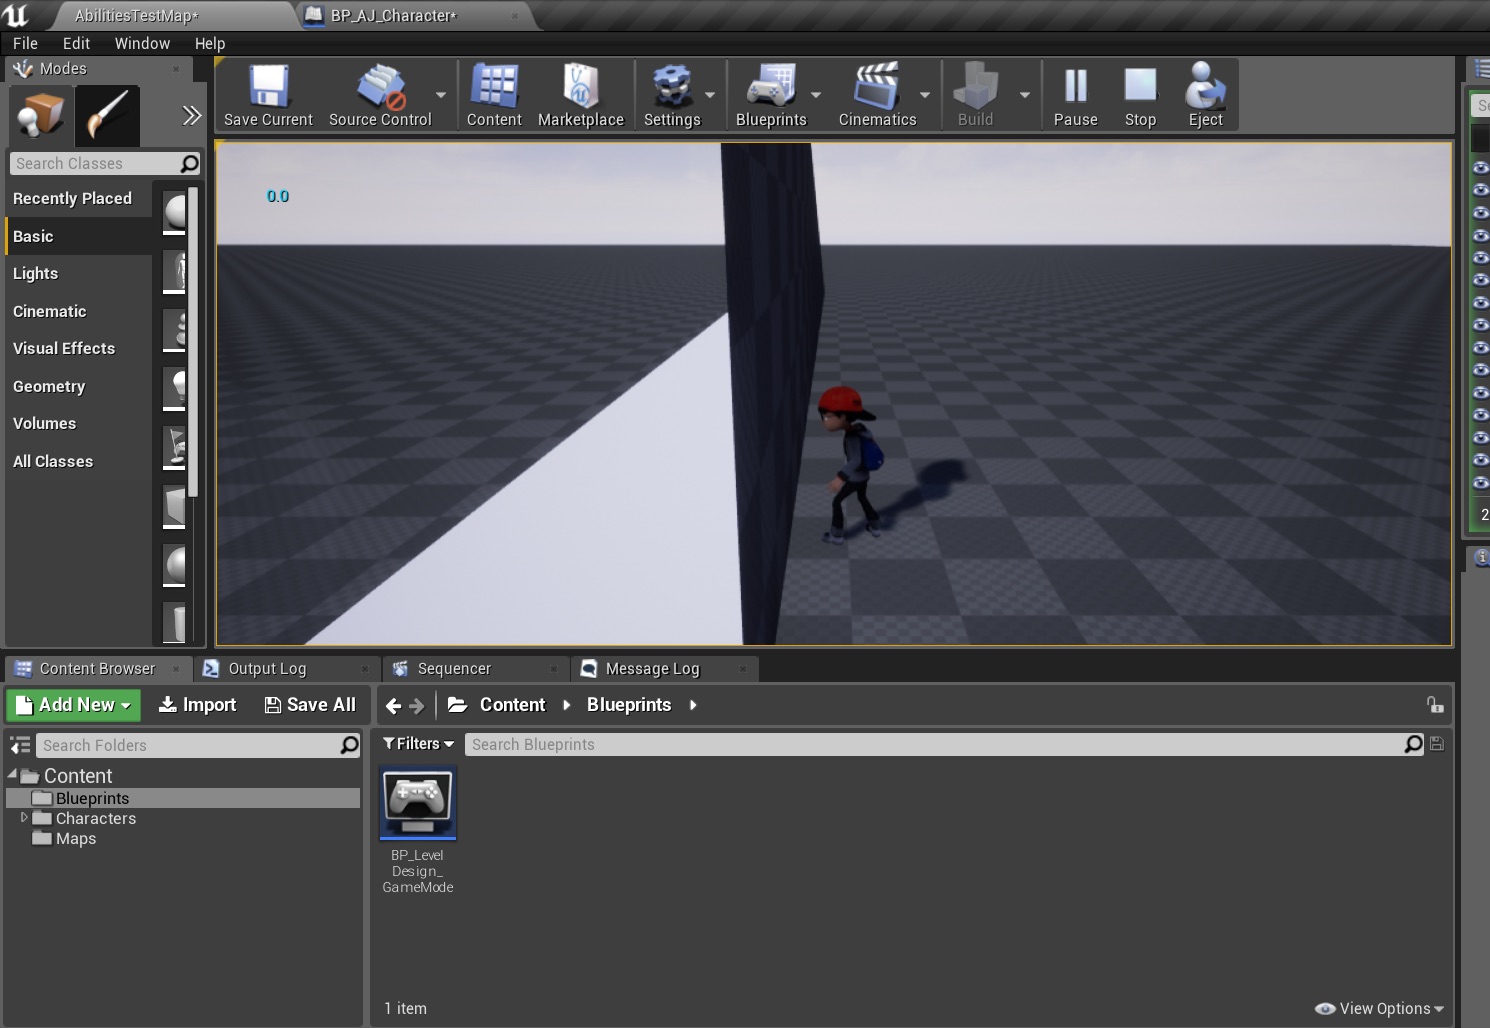 AbilitiesTestMap*
BP_AJ_Character*
File Edit Window Help
Modes
Save Current Source Control Content Marketplace Settings Blueprints Cinematics Build Pause Stop Eject
Search Classes
Recently Placed
Basic
Lights
Cinematic
Visual Effects
Geometry
Volumes
All Classes
0.0
Content Browser Output Log Sequencer Message Log
Add New Import Save All Content Blueprints
Search Folders
Filters Search Blueprints
Content
Blueprints
Characters
Maps
BP_Level
Design_
GameMode
1 item
View Options